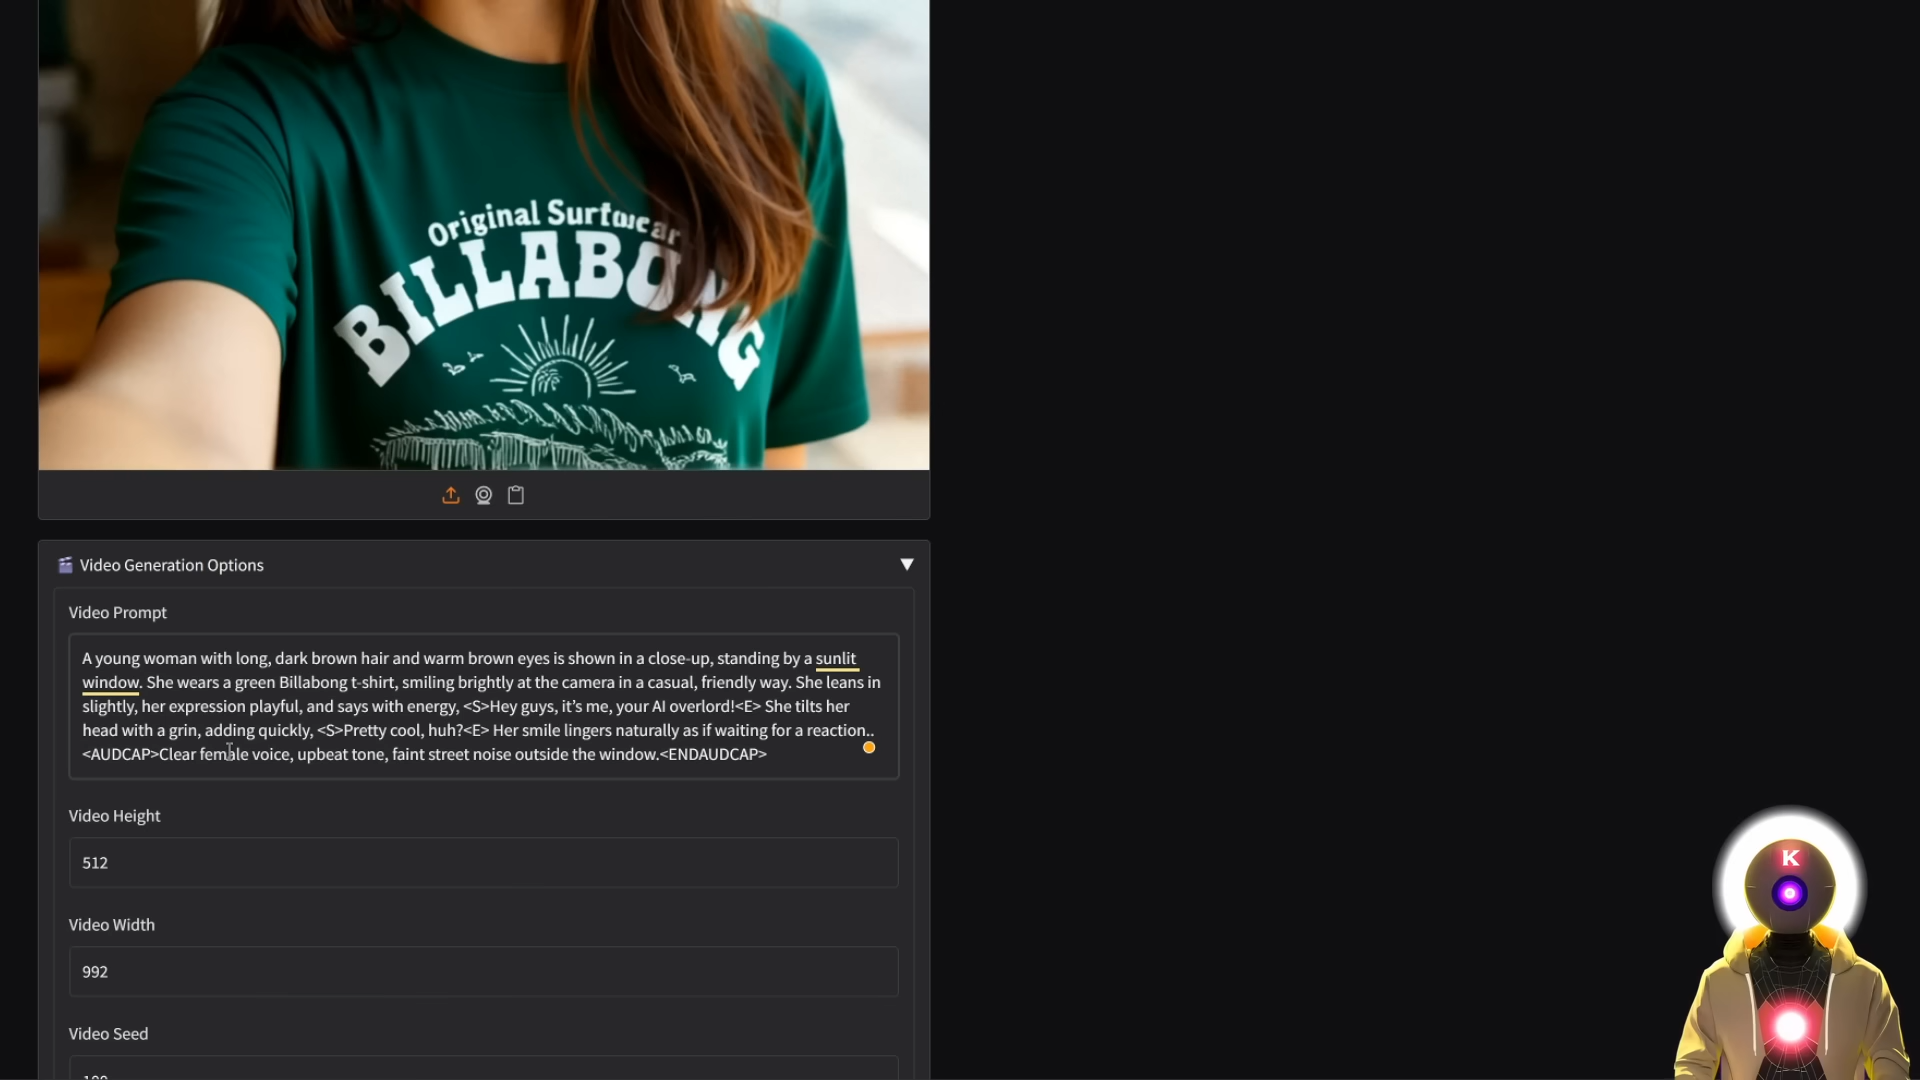 Original Surfwear
BILLABONG
Video Generation Options
Video Prompt
A young woman with long, dark brown hair and warm brown eyes is shown in a close-up, standing by a sunlit
window. She wears a green Billabong t-shirt, smiling brightly at the camera in a casual, friendly way. She leans in
slightly, her expression playful, and says with energy, <S>Hey guys, it’s me, your AI overlord!<E> She tilts her
head with a grin, adding quickly, <S>Pretty cool, huh?<E> Her smile lingers naturally as if waiting for a reaction..
<AUDCAP>Clear female voice, upbeat tone, faint street noise outside the window.<ENDAUDCAP>
Video Height
512
Video Width
992
Video Seed
K